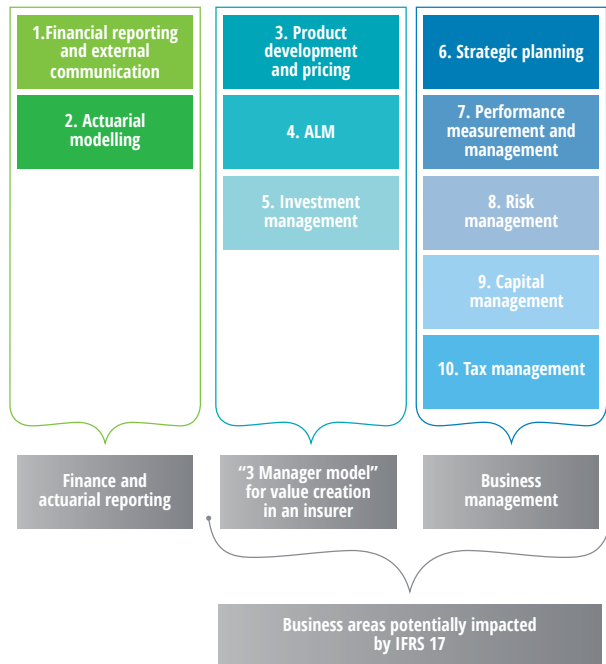 1.Financial reporting
and external
communication
2. Actuarial
modelling
3. Product
development
and pricing
4. ALM
5. Investment
management
6. Strategic planning
7. Performance
measurement and
management
8. Risk
management
9. Capital
management
10. Tax management
Finance and
actuarial reporting
“3 Manager model”
for value creation
in an insurer
Business
management
Business areas potentially impacted
by IFRS 17